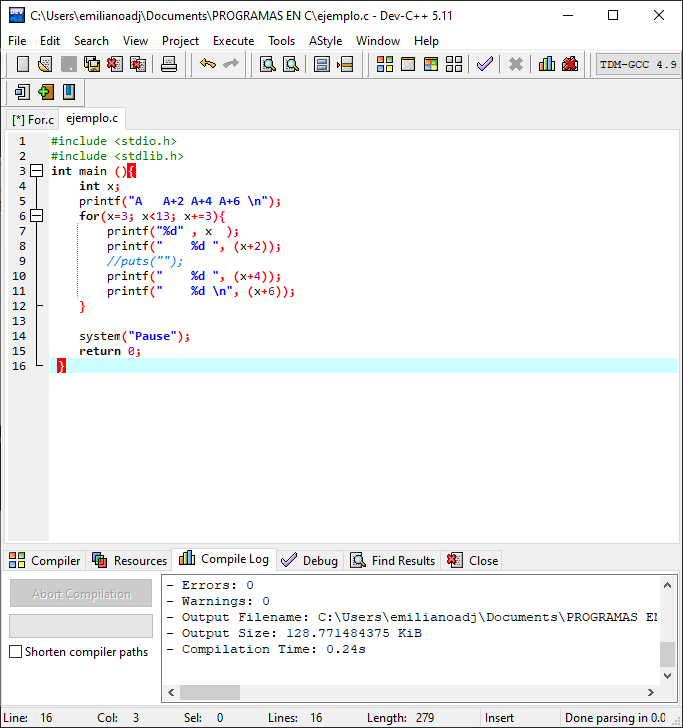 C:\Users\emilianoadj\Documents\PROGRAMAS EN C\ejemplo.c - Dev-C++ 5.11
File Edit Search View Project Execute Tools AStyle Window Help
TDM-GCC 4.9
[*] For.c ejemplo.c
1 #include <stdio.h>
2 #include <stdlib.h>
3 int main (){
4 int x;
5 printf("A   A+2 A+4 A+6 \n");
6 for(x=3; x<13; x+=3){
7 printf("%d" , x  );
8 printf("    %d ", (x+2));
9 //puts("");
10 printf("    %d ", (x+4));
11 printf("    %d \n", (x+6));
12 }
13
14 system("Pause");
15 return 0;
16 }
Compiler Resources Compile Log Debug Find Results Close
Abort Compilation
Shorten compiler paths
- Errors: 0
- Warnings: 0
- Output Filename: C:\Users\emilianoadj\Documents\PROGRAMAS EN
- Output Size: 128.771484375 KiB
- Compilation Time: 0.24s
Line: 16 Col: 3 Sel: 0 Lines: 16 Length: 279 Insert Done parsing in 0.0